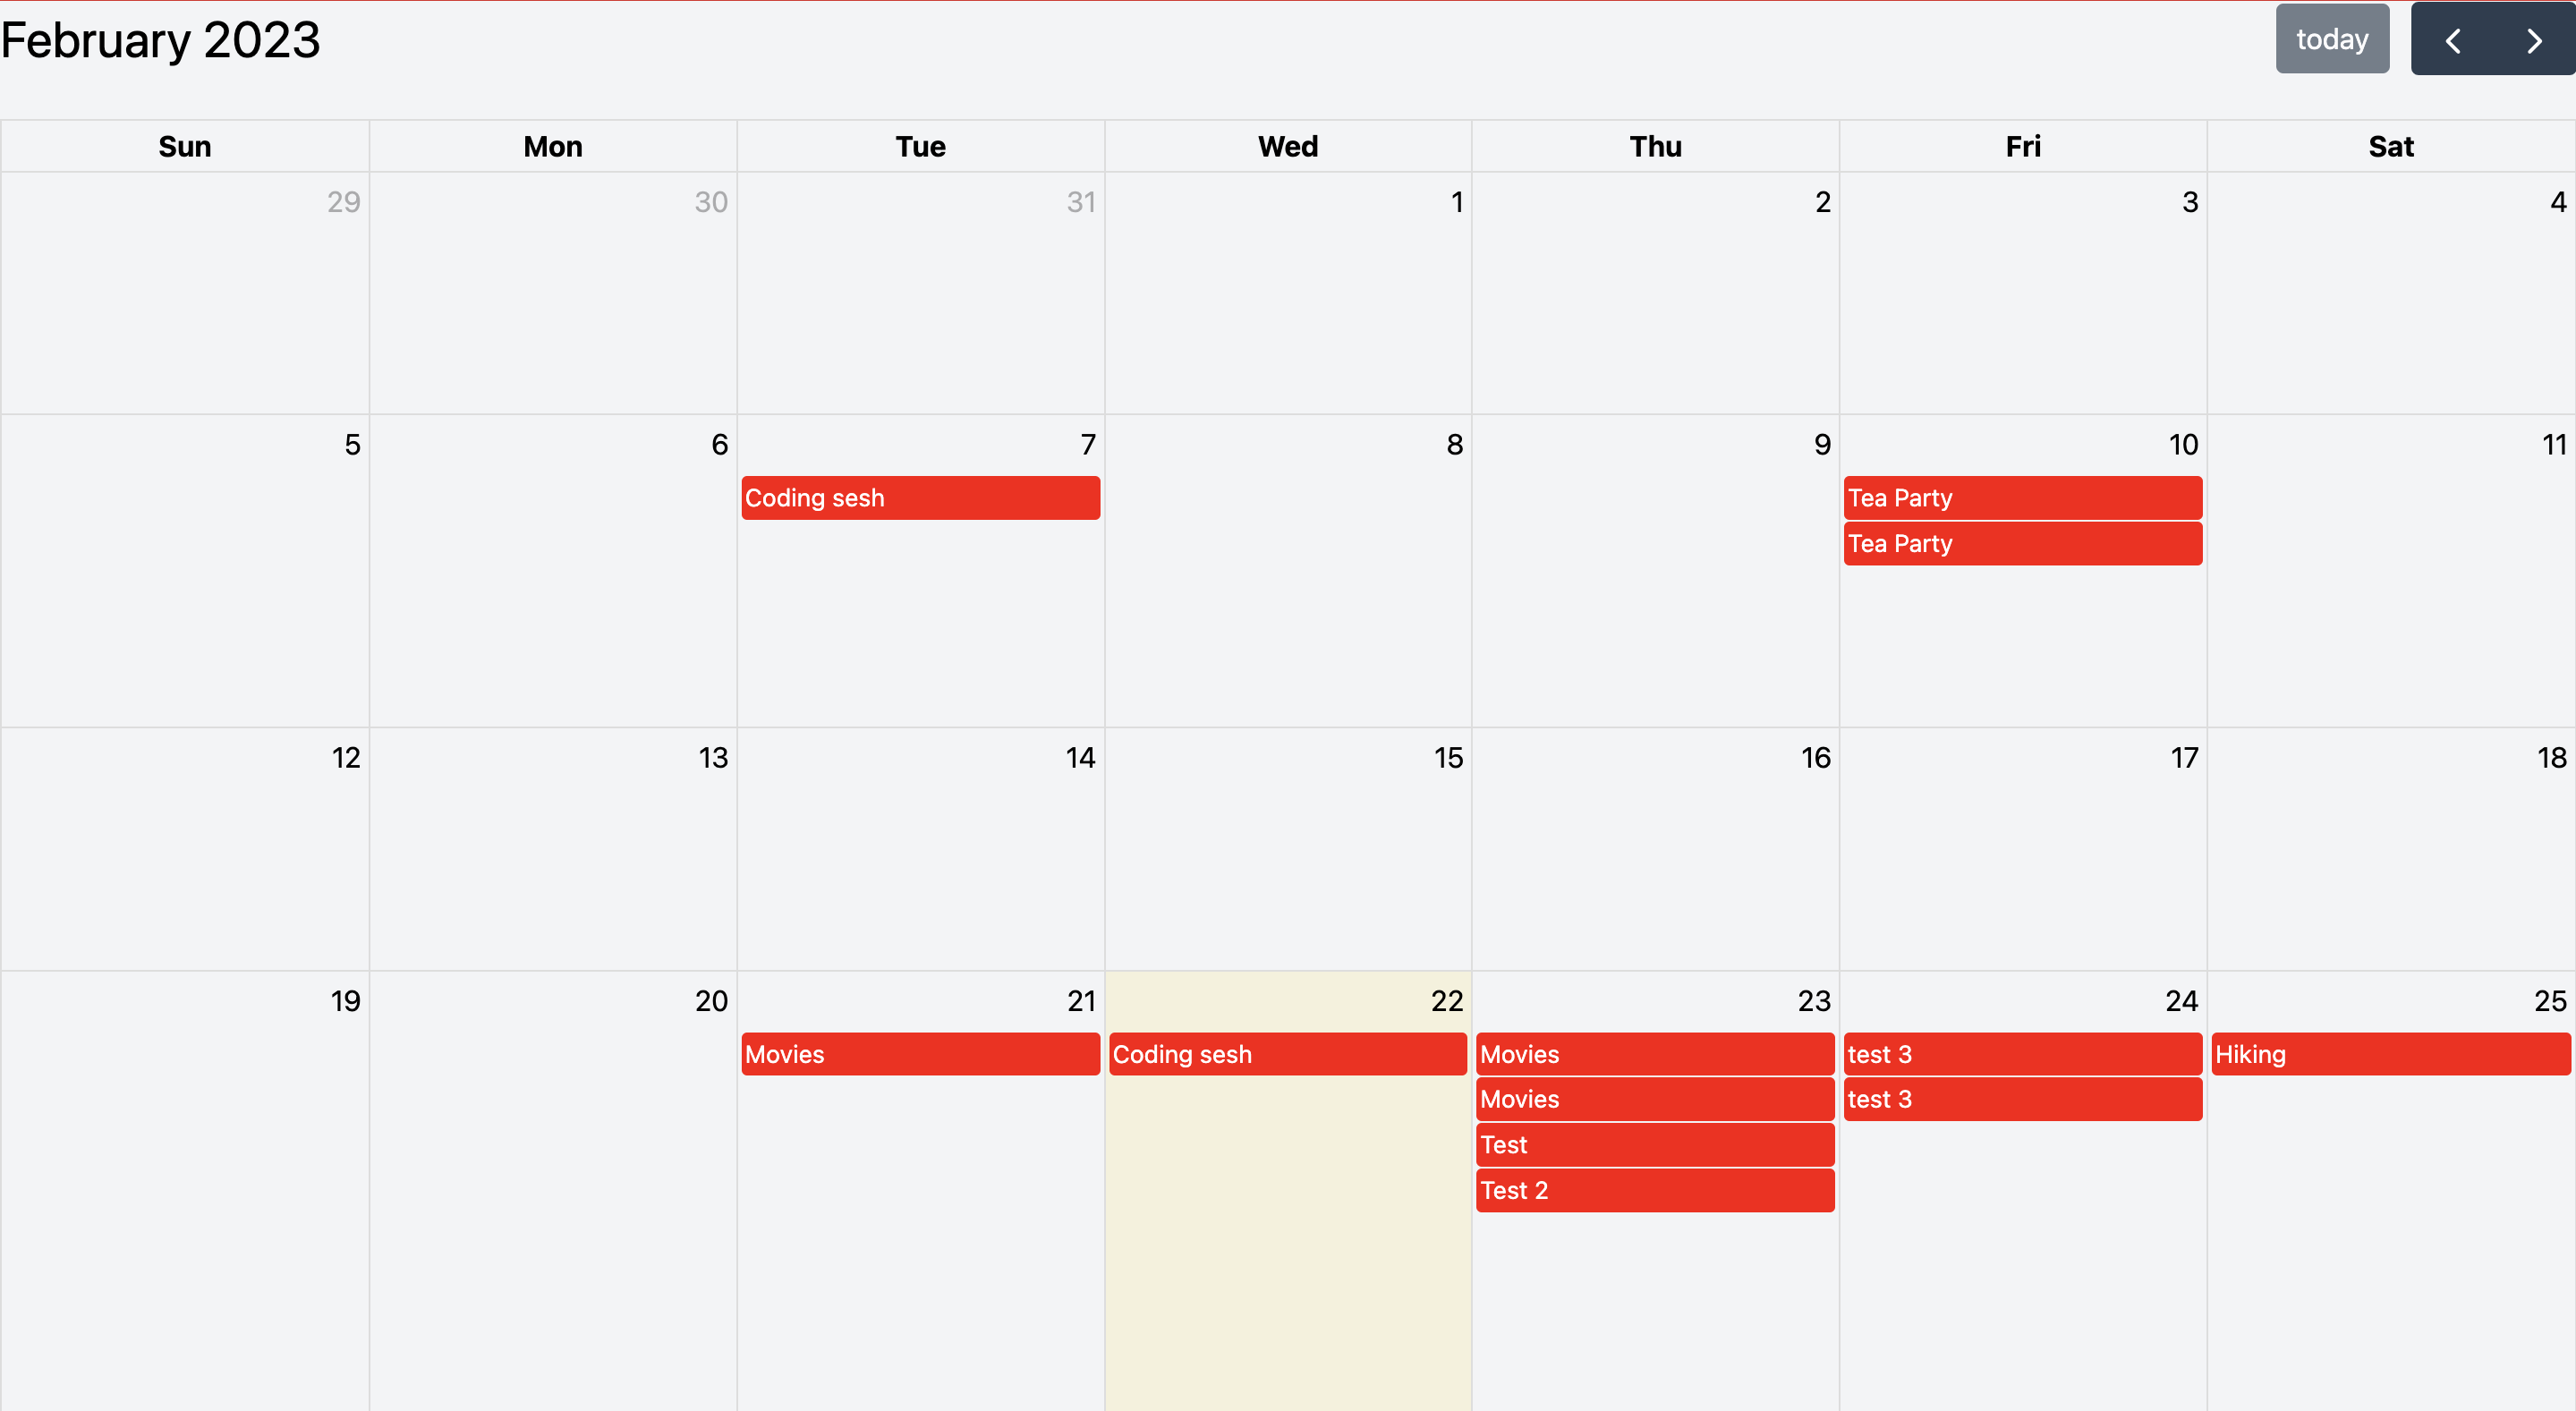 February 2023
today
Sun Mon Tue Wed Thu Fri Sat
29 30 31 1 2 3 4
5 6 7 8 9 10 11
Coding sesh Tea Party
Tea Party
12 13 14 15 16 17 18
19 20 21 22 23 24 25
Movies Coding sesh Movies test 3 Hiking
Movies test 3
Test
Test 2